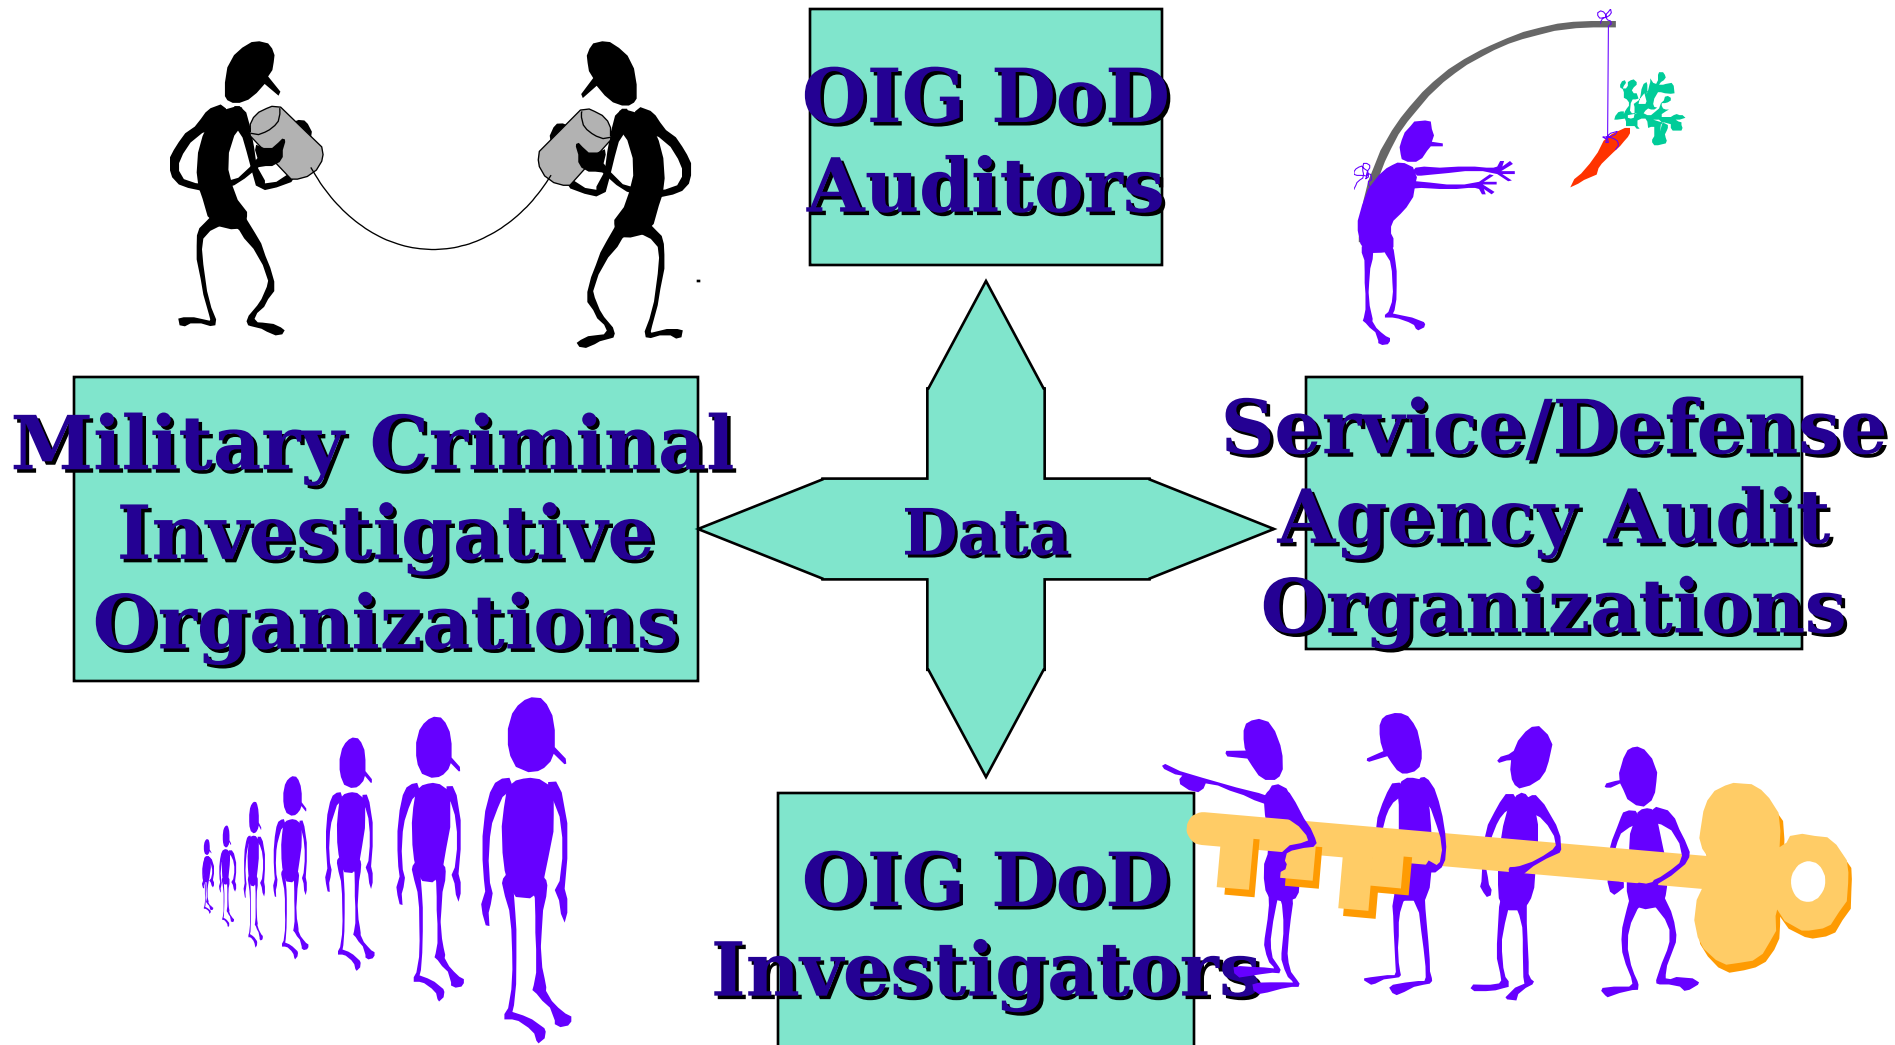 OIG DoD
Auditors
Military Criminal
Investigative
Organizations
Data
Service/Defense
Agency Audit
Organizations
OIG DoD
Investigators